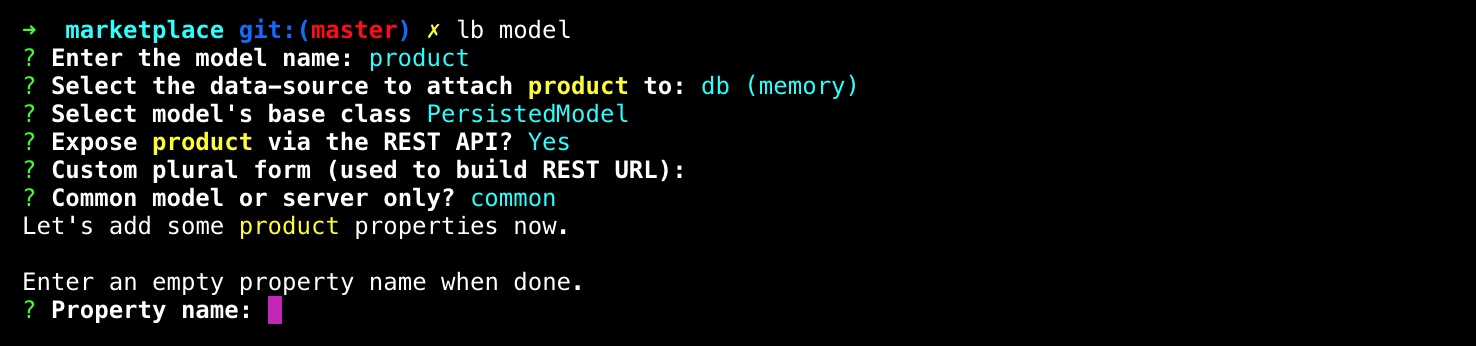 ➜  marketplace git:(master) ✗ lb model
? Enter the model name: product
? Select the data-source to attach product to: db (memory)
? Select model's base class PersistedModel
? Expose product via the REST API? Yes
? Custom plural form (used to build REST URL):
? Common model or server only? common
Let's add some product properties now.
Enter an empty property name when done.
? Property name: